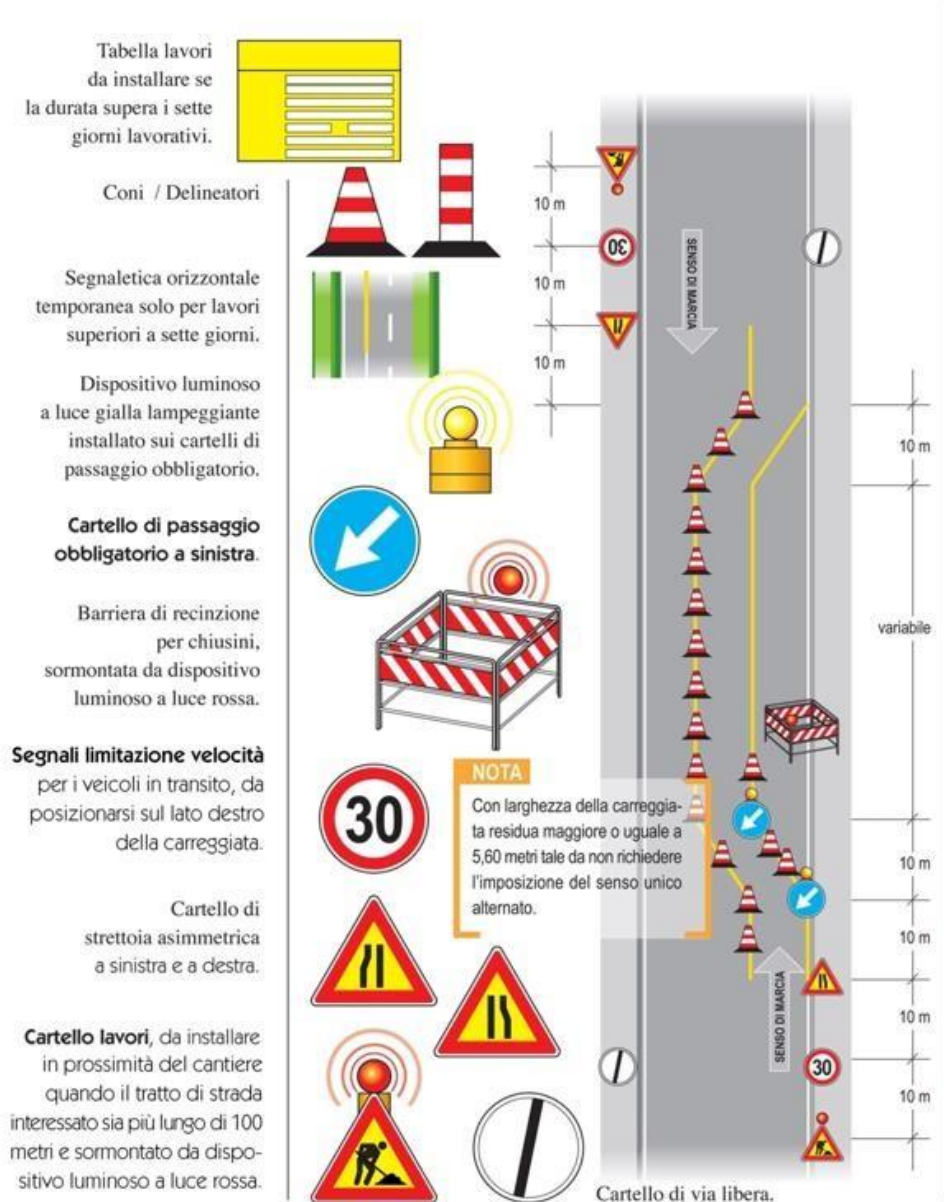 Tabella lavori
da installare se
la durata supera i sette
giorni lavorativi.
Coni / Delineatori
Segnaletica orizzontale
temporanea solo per lavori
superiori a sette giorni.
Dispositivo luminoso
a luce gialla lampeggiante
installato sui cartelli di
passaggio obbligatorio.
Cartello di passaggio
obbligatorio a sinistra.
Barriera di recinzione
per chiusini,
sormontata da dispositivo
luminoso a luce rossa.
Segnali limitazione velocità
per i veicoli in transito, da
posizionarsi sul lato destro
della carreggiata.
30
Cartello di
strettoia asimmetrica
a sinistra e a destra.
Cartello lavori, da installare
in prossimità del cantiere
quando il tratto di strada
interessato sia più lungo di 100
metri e sormontato da dispo-
sitivo luminoso a luce rossa.
NOTA
Con larghezza della carreggia-
ta residua maggiore o uguale a
5,60 metri tale da non richiedere
l'imposizione del senso unico
alternato.
10 m
10 m
10 m
30
SENSO DI MARCIA
10 m
variabile
10 m
10 m
10 m
10 m
SENSO DI MARCIA
30
Cartello di via libera.